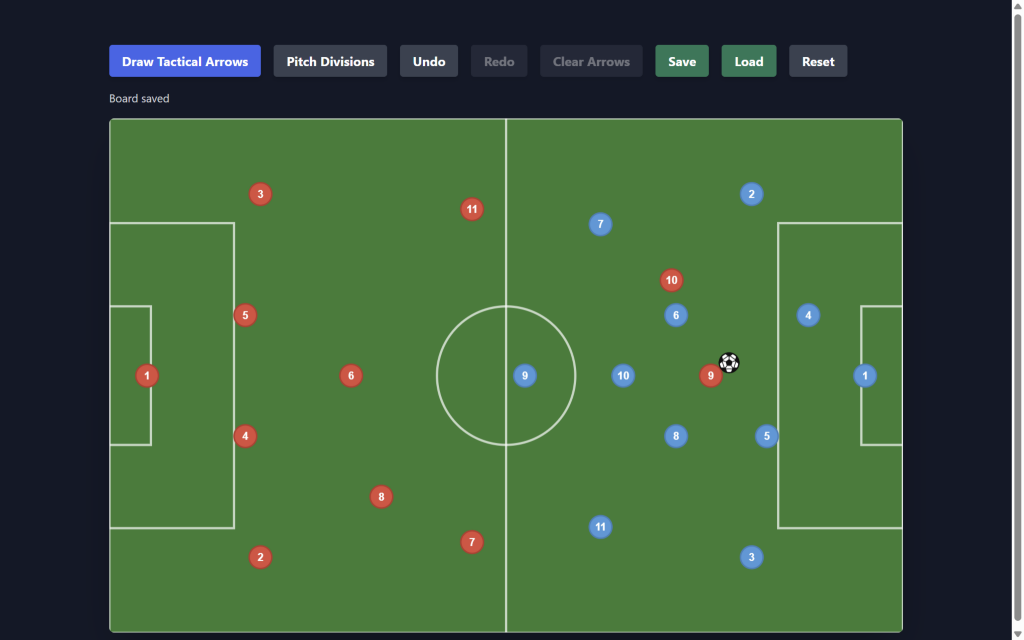 Draw Tactical Arrows Pitch Divisions Undo Redo Clear Arrows Save Load Reset
Board saved
3 2
11
7
10
5 6 4
1 6 9 10 9 1
4 8 5
8
11
7
2 3